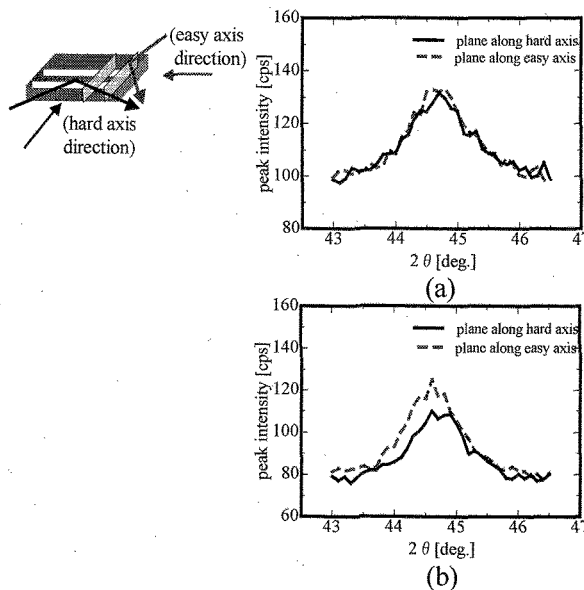 (easy axis
direction)
(hard axis
direction)
160
140
120
100
80
peak intensity [cps]
plane along hard axis
plane along easy axis
43
44
45
46
47
2 θ [deg.]
(a)
160
140
120
100
80
60
peak intensity [cps]
plane along hard axis
plane along easy axis
43
44
45
46
47
2 θ [deg.]
(b)